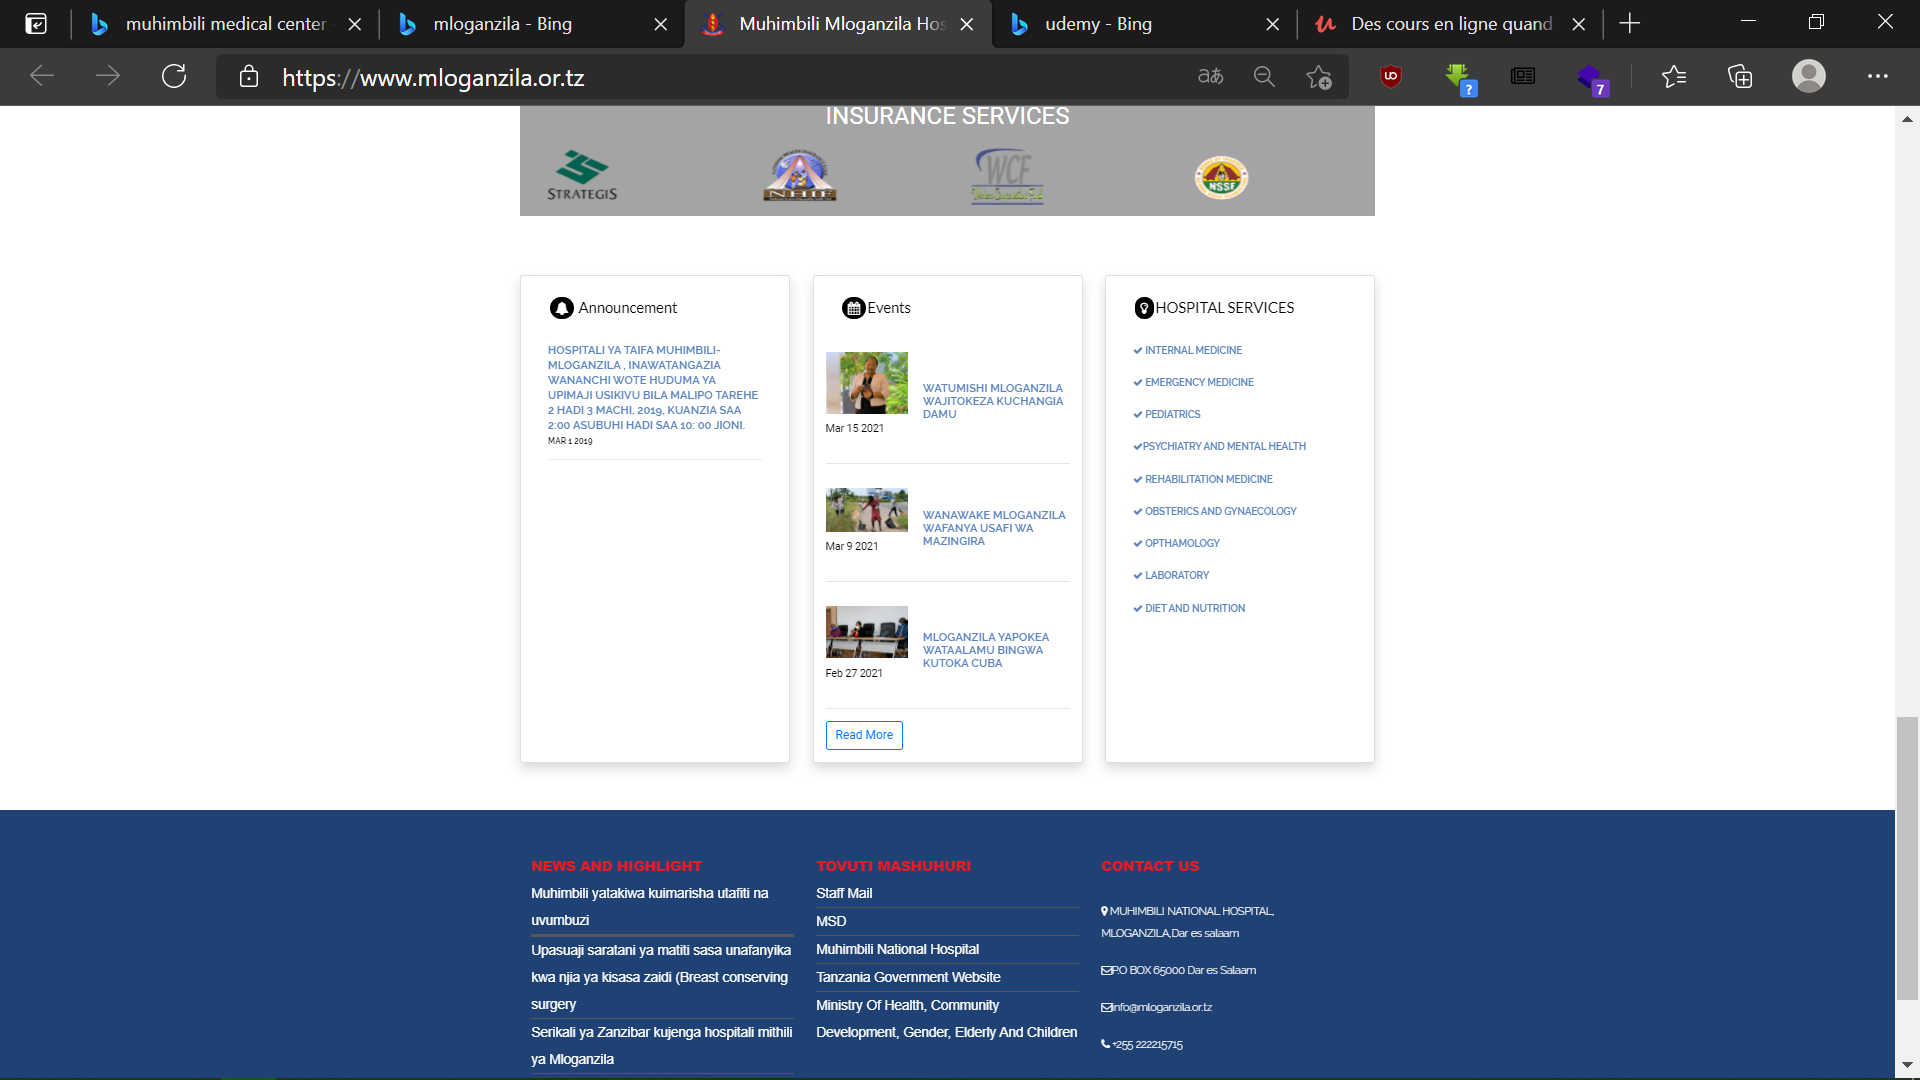 muhimbili medical center
mloganzila - Bing
Muhimbili Mloganzila Hos
udemy - Bing
Des cours en ligne quand
https://www.mloganzila.or.tz
7
INSURANCE SERVICES
STRATEGIS
NHIF
WCF
NSSF
Announcement
HOSPITALI YA TAIFA MUHIMBILI-
MLOGANZILA , INAWATANGAZIA
WANANCHI WOTE HUDUMA YA
UPIMAJI USIKIVU BILA MALIPO TAREHE
2 HADI 3 MACHI, 2019, KUANZIA SAA
2:00 ASUBUHI HADI SAA 10: 00 JIONI.
MAR 1 2019
Events
WATUMISHI MLOGANZILA
WAJITOKEZA KUCHANGIA
DAMU
Mar 15 2021
WANAWAKE MLOGANZILA
WAFANYA USAFI WA
MAZINGIRA
Mar 9 2021
MLOGANZILA YAPOKEA
WATAALAMU BINGWA
KUTOKA CUBA
Feb 27 2021
Read More
HOSPITAL SERVICES
INTERNAL MEDICINE
EMERGENCY MEDICINE
PEDIATRICS
PSYCHIATRY AND MENTAL HEALTH
REHABILITATION MEDICINE
OBSTERICS AND GYNAECOLOGY
OPTHAMOLOGY
LABORATORY
DIET AND NUTRITION
NEWS AND HIGHLIGHT
Muhimbili yatakiwa kuimarisha utafiti na
uvumbuzi
Upasuaji saratani ya matiti sasa unafanyika
kwa njia ya kisasa zaidi (Breast conserving
surgery
Serikali ya Zanzibar kujenga hospitali mithili
ya Mloganzila
TOVUTI MASHUHURI
Staff Mail
MSD
Muhimbili National Hospital
Tanzania Government Website
Ministry Of Health, Community
Development, Gender, Elderly And Children
CONTACT US
MUHIMBILI NATIONAL HOSPITAL,
MLOGANZILA,Dar es salaam
P.O BOX 65000 Dar es Salaam
info@mloganzila.or.tz
+255 222215715